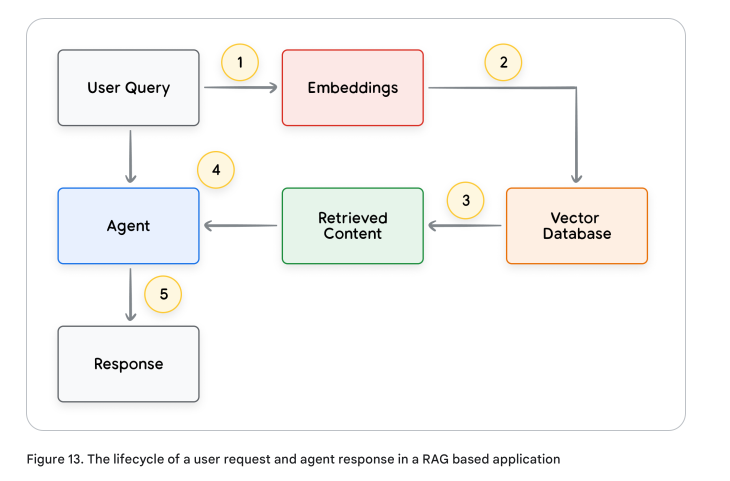 1
2
User Query
Embeddings
4
3
Agent
Retrieved
Content
Vector
Database
5
Response
Figure 13. The lifecycle of a user request and agent response in a RAG based application